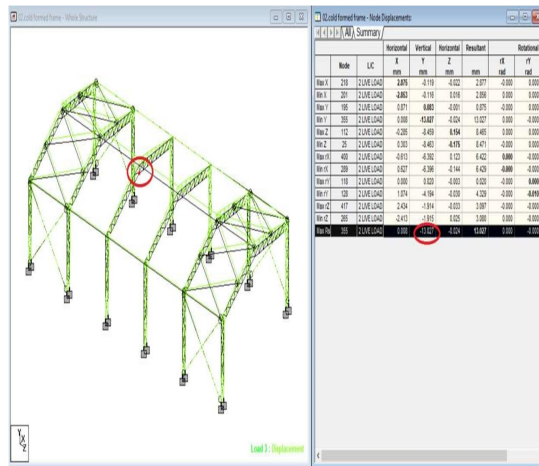 02.cold formed frame - Whole Structure
02.cold formed frame - Node Displacements:
All Summary
Horizontal Vertical Horizontal Resultant Rotational
Node L/C X Y Z rX rY
mm mm mm mm rad rad
Max X 218 2 LIVE LOAD 2.875 -0.119 -0.022 2.877 -0.000 0.000
Min X 201 2 LIVE LOAD -2.853 -0.116 0.016 2.856 0.000 -0.000
Max Y 195 2 LIVE LOAD 0.871 0.083 -0.001 0.875 -0.000 -0.000
Min Y 355 2 LIVE LOAD 0.008 -13.027 -0.024 13.027 0.000 -0.000
Max Z 112 2 LIVE LOAD -0.285 -0.459 0.154 0.465 0.000 0.000
Min Z 25 2 LIVE LOAD 0.303 -0.463 -0.175 0.471 -0.000 0.000
Max rX 400 2 LIVE LOAD -0.613 -6.392 0.123 6.422 0.000 -0.000
Min rX 289 2 LIVE LOAD 0.627 -6.396 -0.144 6.429 -0.000 -0.000
Max rY 118 2 LIVE LOAD 0.000 0.020 -0.003 0.020 -0.000 0.000
Min rY 128 2 LIVE LOAD 1.074 -4.194 -0.030 4.329 -0.000 -0.010
Max rZ 417 2 LIVE LOAD 2.434 -1.914 -0.003 3.097 -0.000 -0.000
Min rZ 265 2 LIVE LOAD -2.413 -1.915 0.025 3.080 0.000 -0.000
Max Rs 355 2 LIVE LOAD 0.008 -13.027 -0.024 13.027 0.000 -0.000
Y
X
Z
Load 3 : Displacement